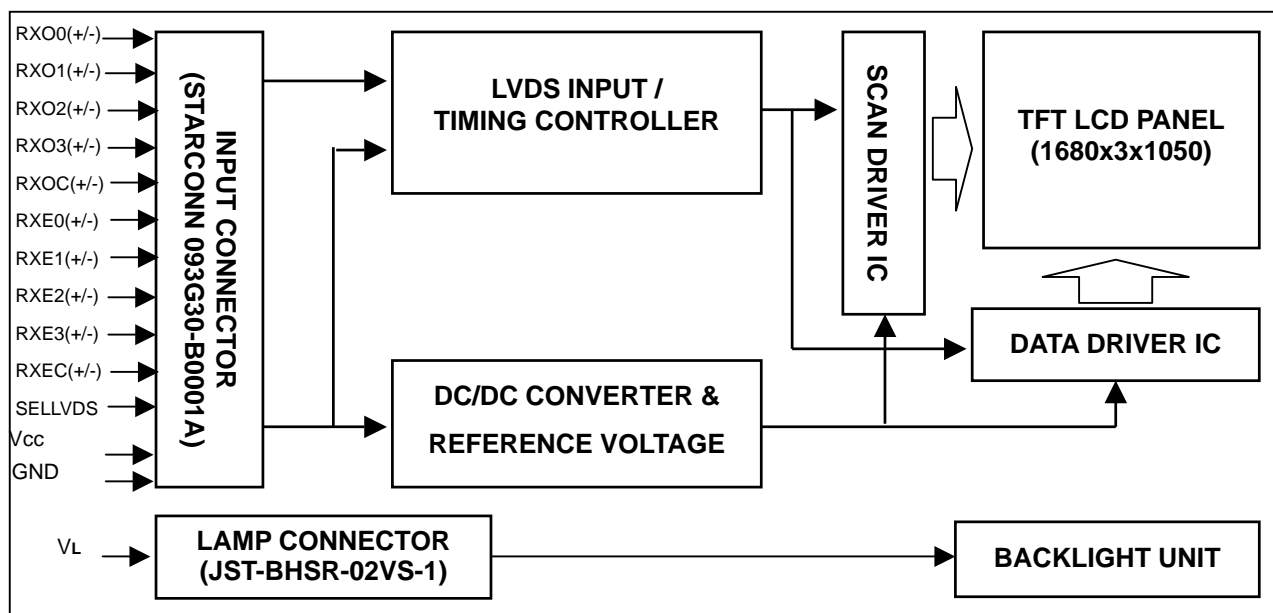 RXO0(+/-)
RXO1(+/-)
RXO2(+/-)
RXO3(+/-)
RXOC(+/-)
RXE0(+/-)
RXE1(+/-)
RXE2(+/-)
RXE3(+/-)
RXEC(+/-)
SELLVDS
Vcc
GND
VL
INPUT CONNECTOR
(STARCONN 093G30-B0001A)
LVDS INPUT /
TIMING CONTROLLER
SCAN DRIVER IC
TFT LCD PANEL
(1680x3x1050)
DATA DRIVER IC
DC/DC CONVERTER &
REFERENCE VOLTAGE
LAMP CONNECTOR
(JST-BHSR-02VS-1)
BACKLIGHT UNIT